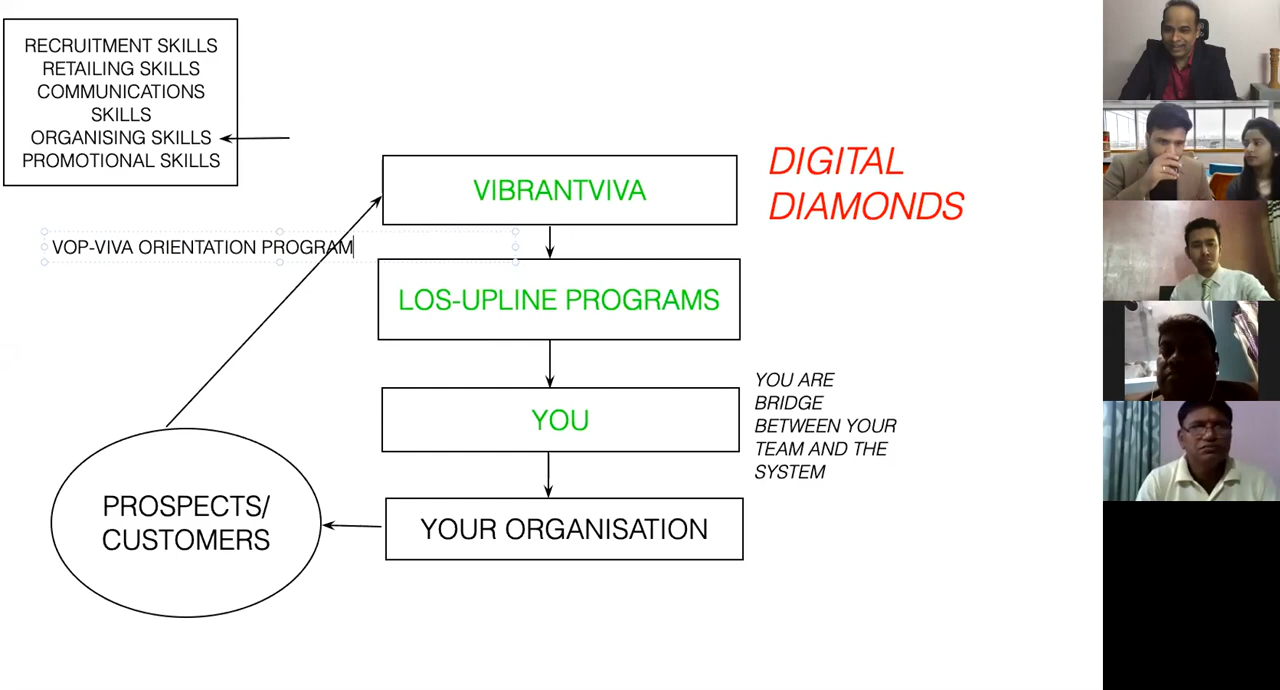 RECRUITMENT SKILLS
RETAILING SKILLS
COMMUNICATIONS
SKILLS
ORGANISING SKILLS
PROMOTIONAL SKILLS
VIBRANTVIVA
DIGITAL
DIAMONDS
VOP-VIVA ORIENTATION PROGRAM
LOS-UPLINE PROGRAMS
YOU
YOU ARE
BRIDGE
BETWEEN YOUR
TEAM AND THE
SYSTEM
PROSPECTS/
CUSTOMERS
YOUR ORGANISATION